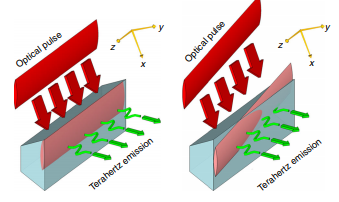 Optical pulse
z
y
x
Terahertz emission
Optical pulse
z
y
x
Terahertz emission